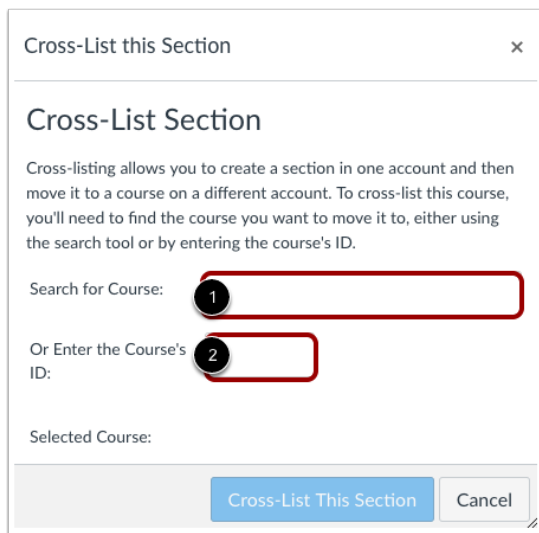 Cross-List this Section ×
Cross-List Section
Cross-listing allows you to create a section in one account and then
move it to a course on a different account. To cross-list this course,
you'll need to find the course you want to move it to, either using
the search tool or by entering the course's ID.
Search for Course: 1
Or Enter the Course's 2
ID:
Selected Course:
Cross-List This Section Cancel